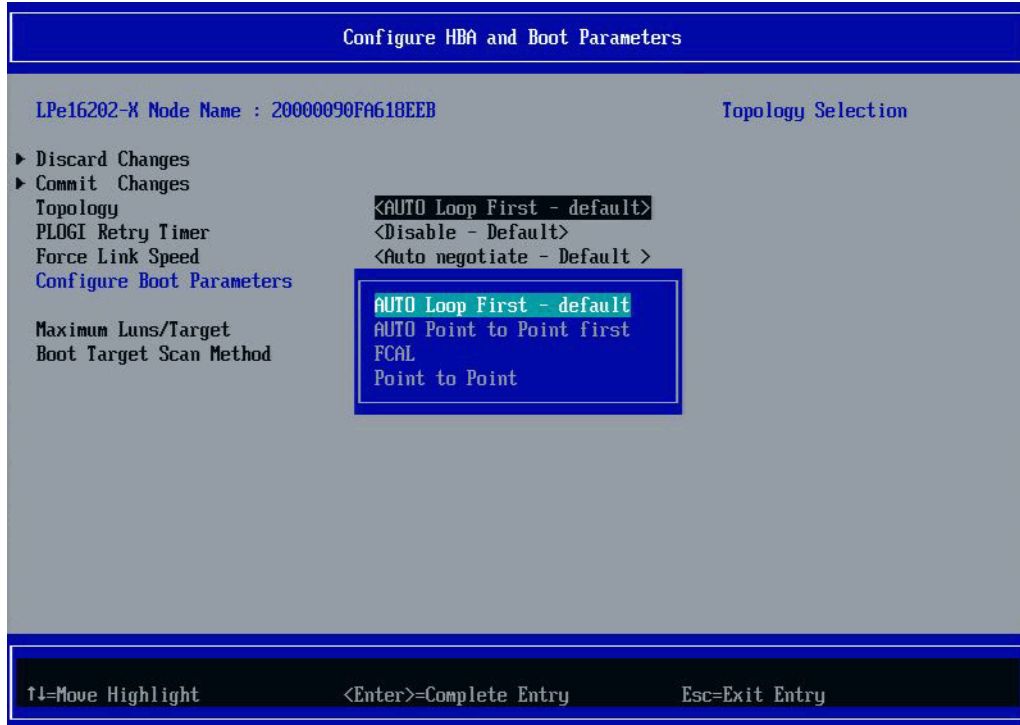 Configure HBA and Boot Parameters
LPe16202-X Node Name : 20000090FA618EEB
Topology Selection
▶ Discard Changes
▶ Commit  Changes
Topology <AUTO Loop First - default>
PLOGI Retry Timer <Disable - Default>
Force Link Speed <Auto negotiate - Default >
Configure Boot Parameters
Maximum Luns/Target
Boot Target Scan Method
AUTO Loop First - default
AUTO Point to Point first
FCAL
Point to Point
↑↓=Move Highlight <Enter>=Complete Entry Esc=Exit Entry